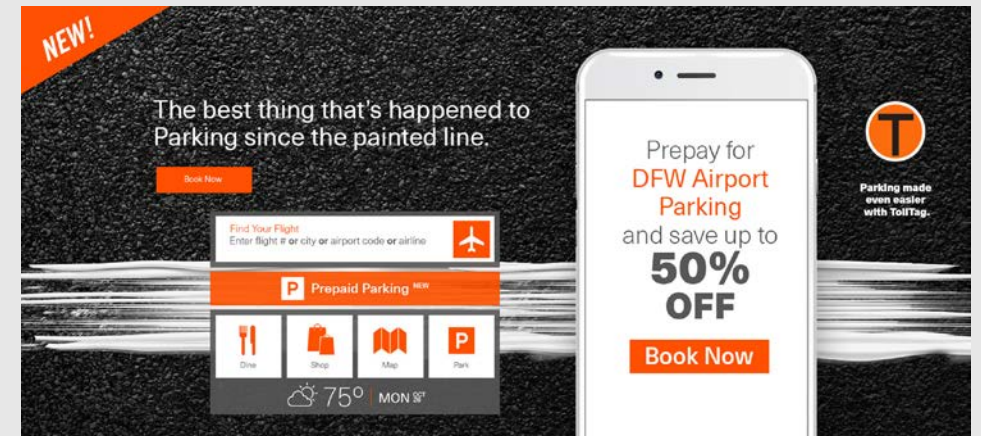 NEW!
The best thing that's happened to
Parking since the painted line.
Book Now
Find Your Flight
Enter flight # or city or airport code or airline
P Prepaid Parking NEW
Dine
Shop
Map
P
Park
75° MON OCT
Prepay for
DFW Airport
Parking
and save up to
50%
OFF
Book Now
T
Parking made
even easier
with TollTag.